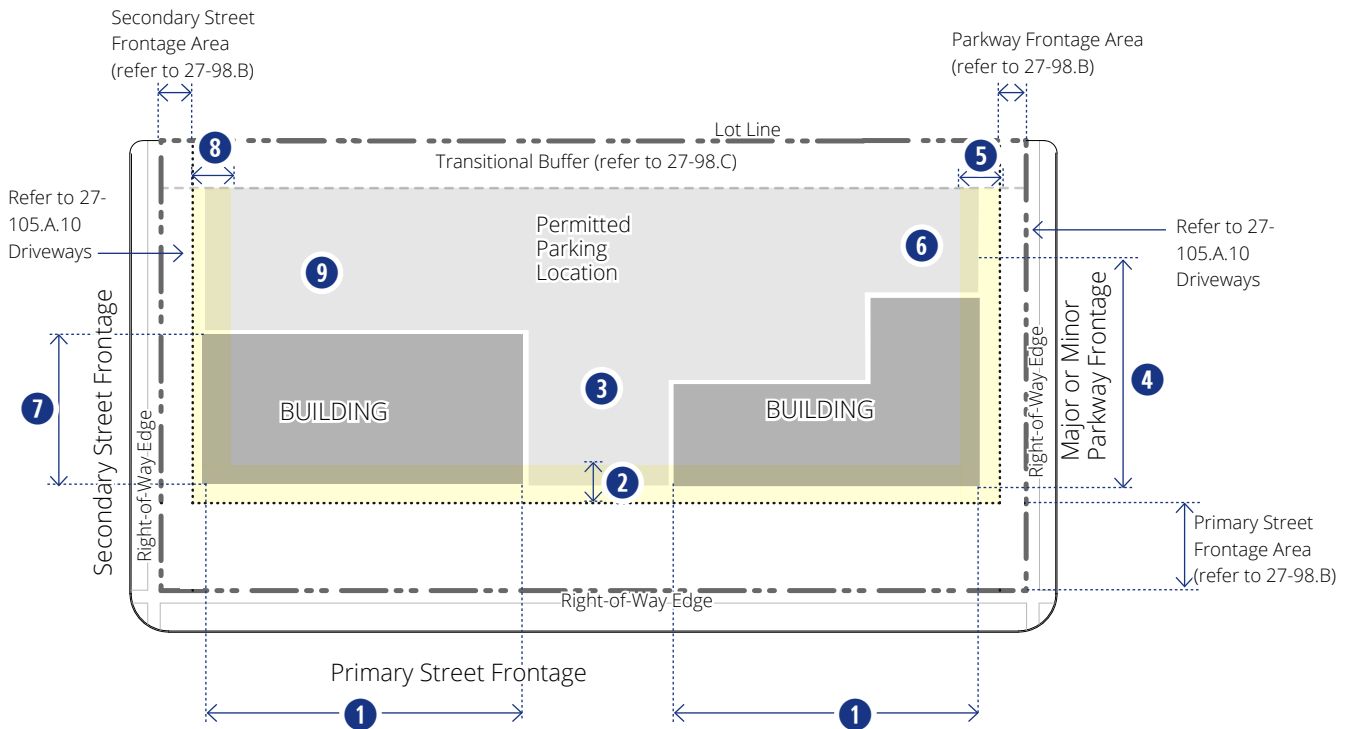 Secondary Street
Frontage Area
(refer to 27-98.B)
Parkway Frontage Area
(refer to 27-98.B)
Lot Line
8
Transitional Buffer (refer to 27-98.C)
5
Refer to 27-
105.A.10
Driveways
Permitted
Parking
Location
6
9
Refer to 27-
105.A.10
Driveways
Secondary Street Frontage
Right-of-Way Edge
7
BUILDING
3
BUILDING
Right-of-Way Edge
Major or Minor
Parkway Frontage
4
2
Primary Street
Frontage Area
(refer to 27-98.B)
Right-of-Way Edge
Primary Street Frontage
1
1